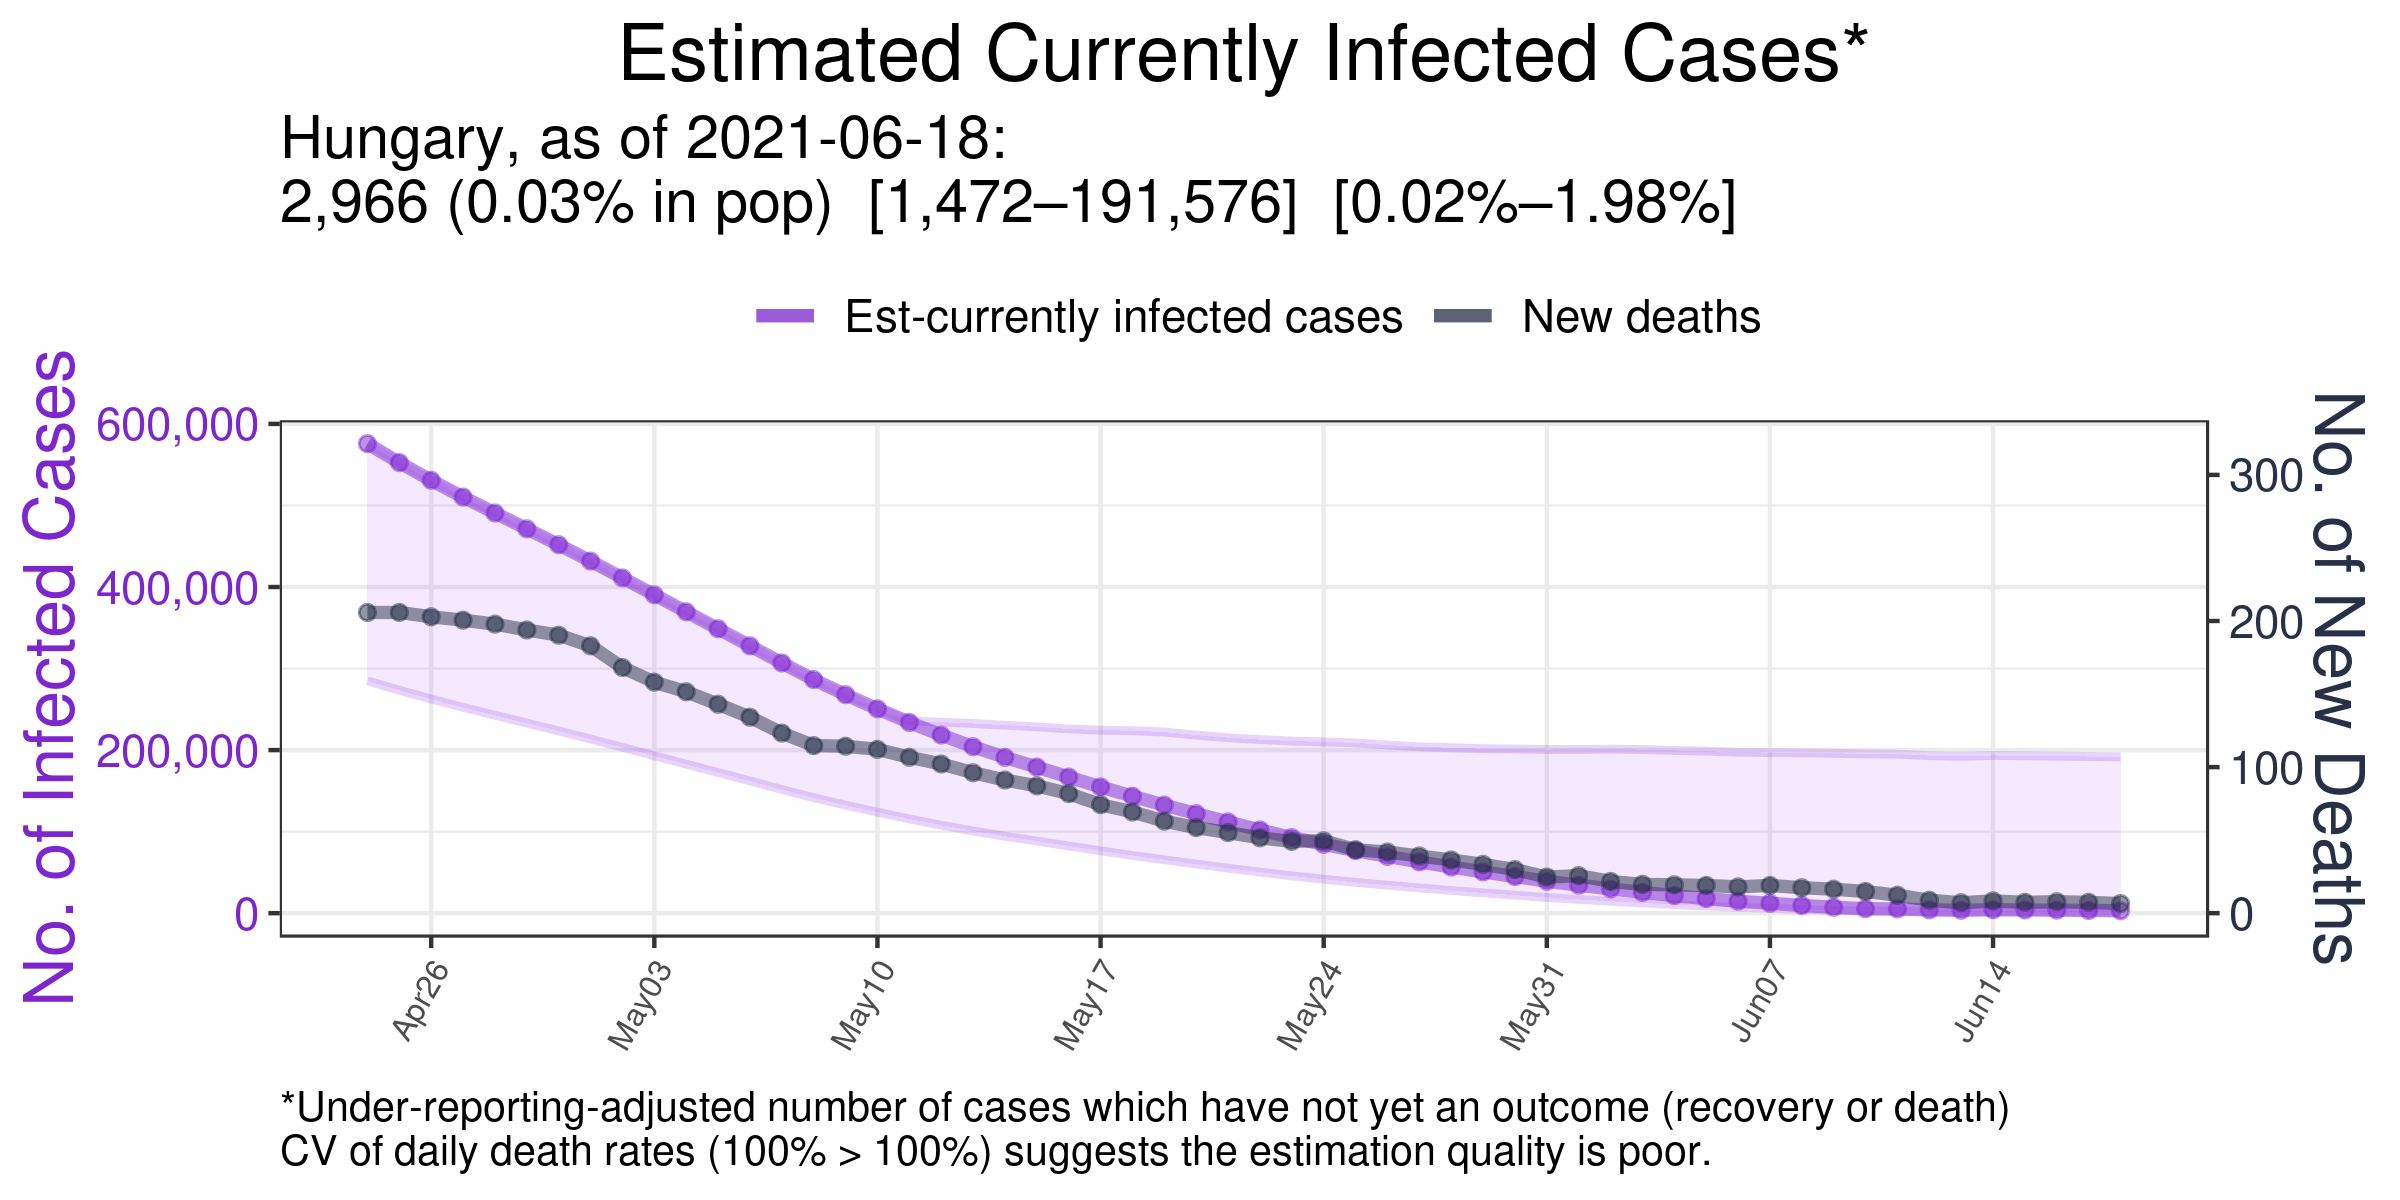 Estimated Currently Infected Cases*
Hungary, as of 2021-06-18:
2,966 (0.03% in pop)  [1,472–191,576]  [0.02%–1.98%]
Est-currently infected cases
New deaths
No. of Infected Cases
600,000
400,000
200,000
0
No. of New Deaths
300
200
100
0
Apr26
May03
May10
May17
May24
May31
Jun07
Jun14
*Under-reporting-adjusted number of cases which have not yet an outcome (recovery or death)
CV of daily death rates (100% > 100%) suggests the estimation quality is poor.